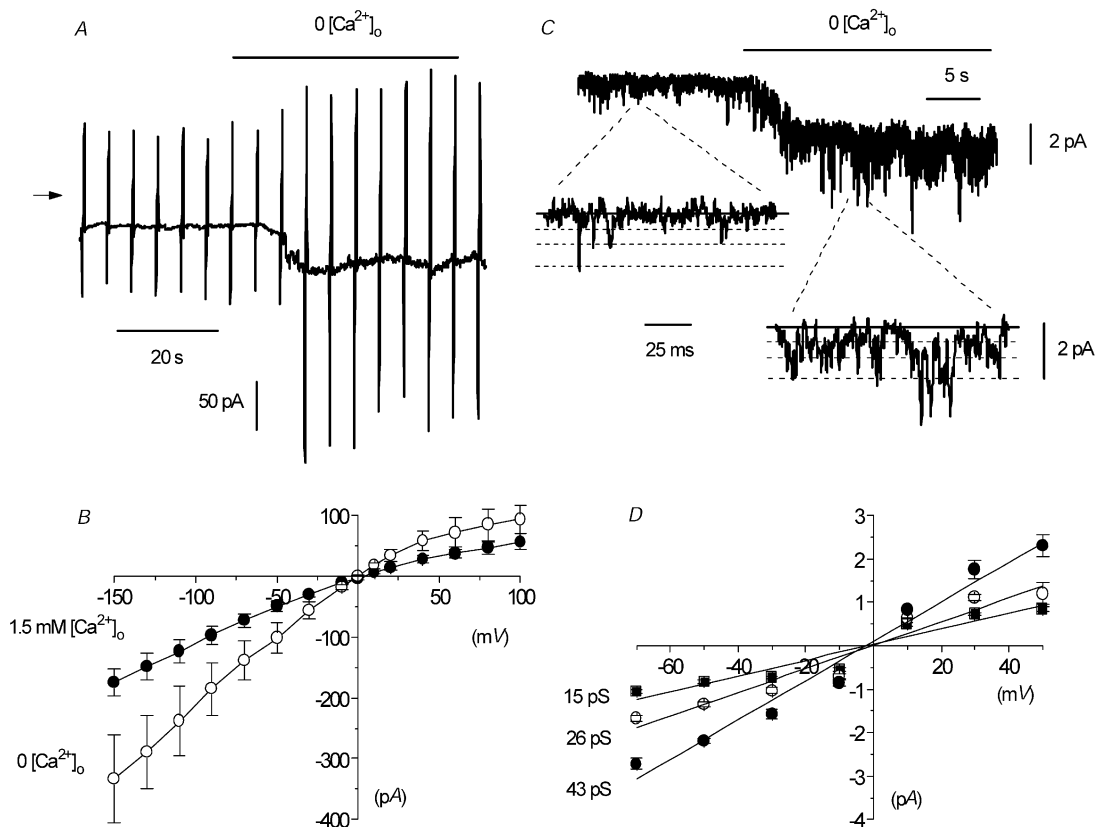 A
0 [Ca2+]o
20 s
50 pA
C
0 [Ca2+]o
5 s
2 pA
25 ms
2 pA
B
100
-150 -100 -50 50 100
(mV)
1.5 mM [Ca2+]o
-100
-200
0 [Ca2+]o
-300
-400
(pA)
D
3
2
1
-60 -40 -20 20 40
(mV)
15 pS
-1
26 pS
-2
43 pS
-3
-4
(pA)